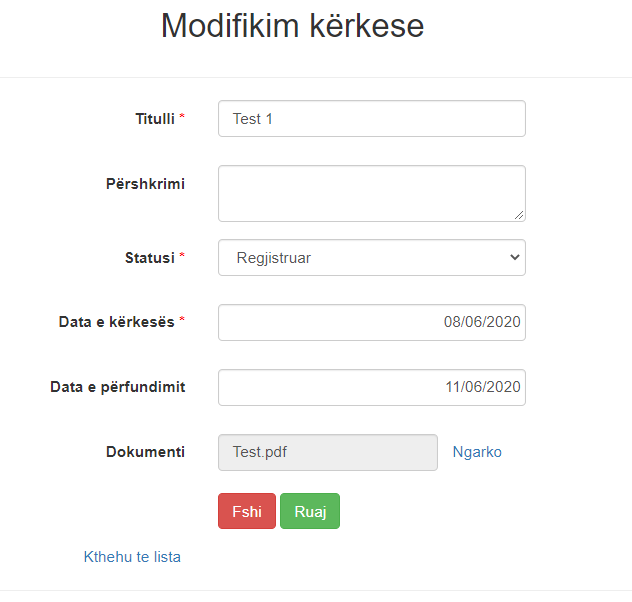 Modifikim kërkese
Titulli * Test 1
Përshkrimi
Statusi * Regjistruar
Data e kërkesës * 08/06/2020
Data e përfundimit 11/06/2020
Dokumenti Test.pdf Ngarko
Fshi Ruaj
Kthehu te lista